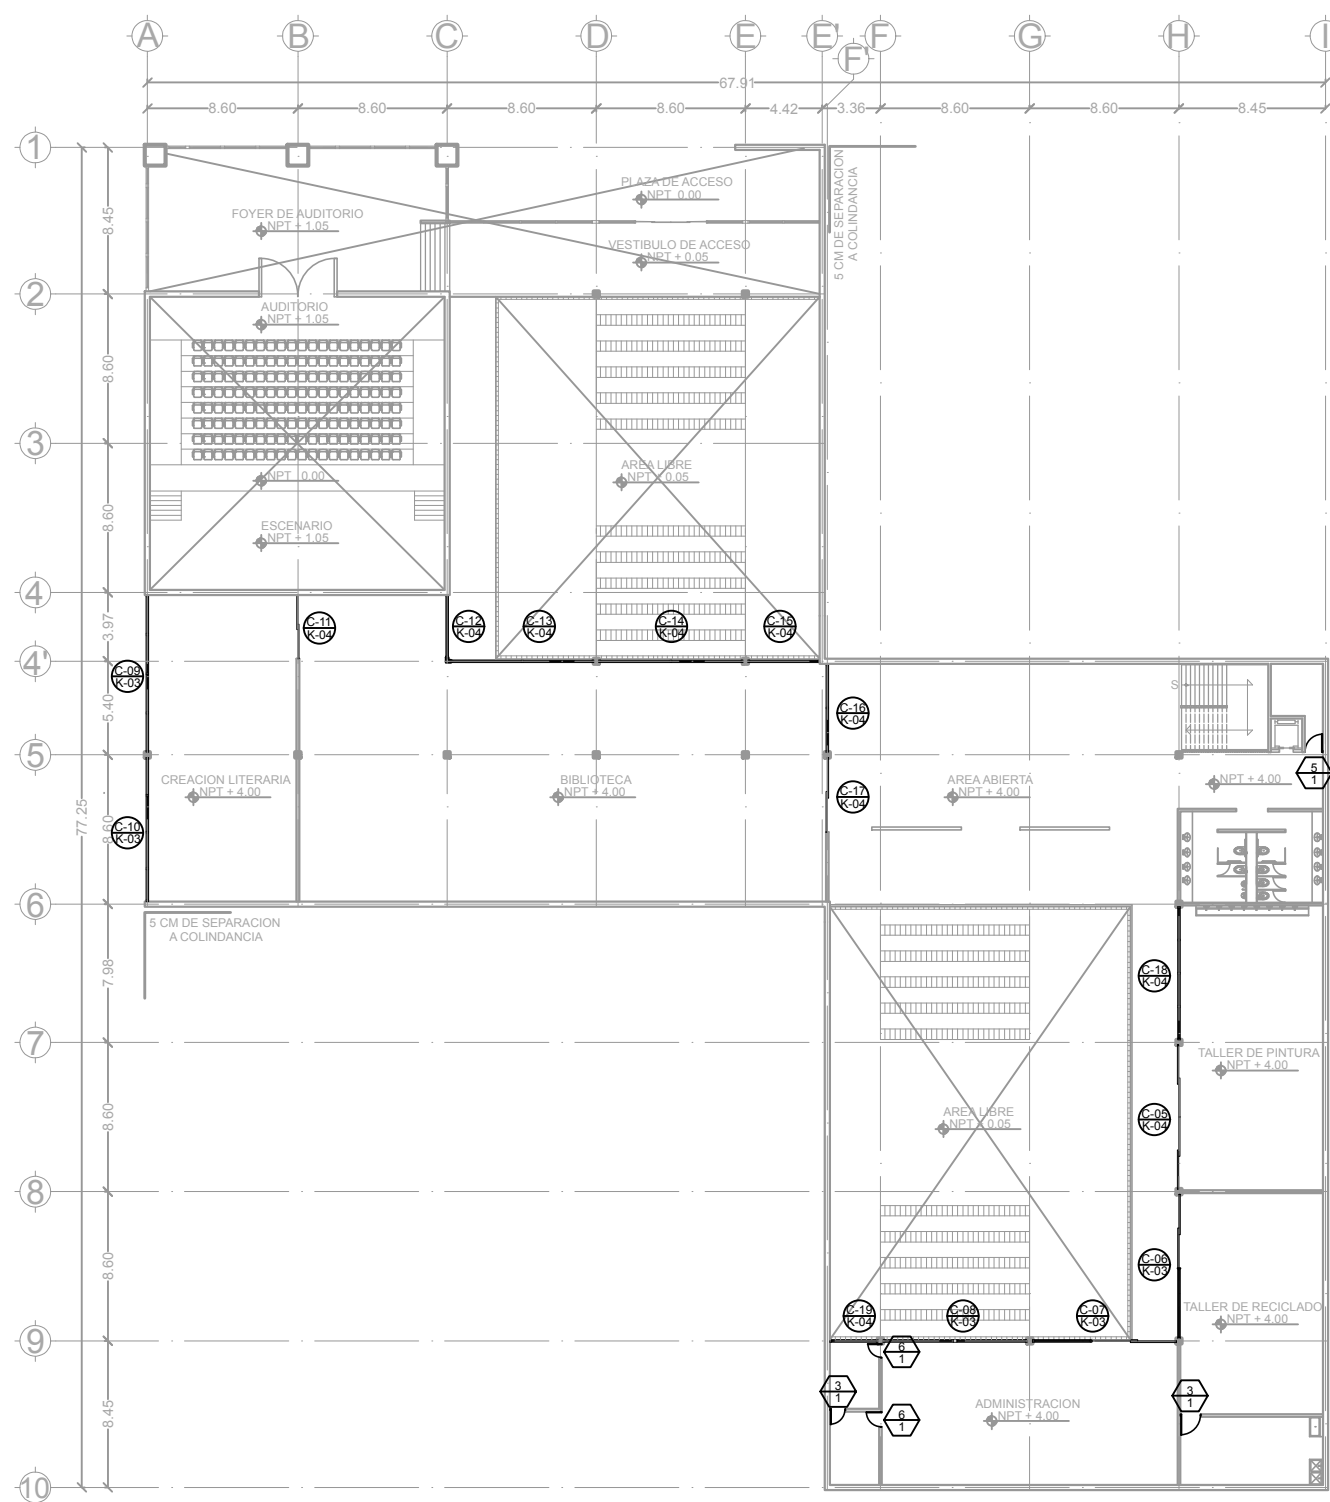 A B C D E E' F G H I
F'
67.91
8.60 8.60 8.60 8.60 4.42 3.36 8.60 8.60 8.45
1
PLAZA DE ACCESO
NPT 0.00
5 CM DE SEPARACION
A COLINDANCIA
FOYER DE AUDITORIO
NPT + 1.05
8.45
VESTIBULO DE ACCESO
NPT + 0.05
2
AUDITORIO
NPT + 1.05
8.60
3
AREA LIBRE
NPT + 0.05
NPT 0.00
8.60
ESCENARIO
NPT + 1.05
4
3.97
C-11
K-04
C-12
K-04
C-13
K-04
C-14
K-04
C-15
K-04
4'
C-09
K-03
S
5.40
C-16
K-04
5
CREACION LITERARIA
NPT + 4.00
BIBLIOTECA
NPT + 4.00
C-17
K-04
AREA ABIERTA
NPT + 4.00
NPT + 4.00
5
1
77.25
C-10
K-03
8.60
6
5 CM DE SEPARACION
A COLINDANCIA
7.98
C-18
K-04
7
TALLER DE PINTURA
NPT + 4.00
8.60
AREA LIBRE
NPT + 0.05
C-05
K-04
8
8.60
C-06
K-03
C-19
K-04
C-08
K-03
C-07
K-03
TALLER DE RECICLADO
NPT + 4.00
9
6
1
3
1
3
1
8.45
ADMINISTRACION
NPT + 4.00
6
1
10